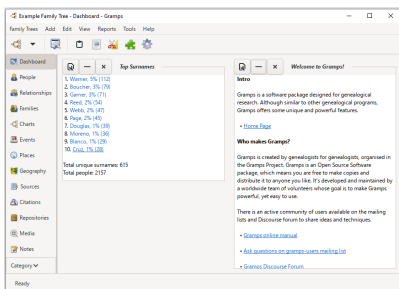 Example Family Tree - Dashboard - Gramps
Family Trees Add Edit View Reports Tools Help
Dashboard
People
Relationships
Families
Charts
Events
Places
Geography
Sources
Citations
Repositories
Media
Notes
Category
Ready
Top Surnames
1. Warner, 5% (112)
2. Boucher, 3% (79)
3. Garner, 3% (71)
4. Reed, 2% (54)
5. Webb, 2% (47)
6. Page, 2% (45)
7. Douglas, 1% (39)
8. Moreno, 1% (36)
9. Blanco, 1% (29)
10. Cruz, 1% (28)
Total unique surnames: 615
Total people: 2157
Welcome to Gramps!
Intro
Gramps is a software package designed for genealogical
research. Although similar to other genealogical programs,
Gramps offers some unique and powerful features.
• Home Page
Who makes Gramps?
Gramps is created by genealogists for genealogists, organised in
the Gramps Project. Gramps is an Open Source Software
package, which means you are free to make copies and
distribute it to anyone you like. It's developed and maintained by
a worldwide team of volunteers whose goal is to make Gramps
powerful, yet easy to use.
There is an active community of users available on the mailing
lists and Discourse forum to share ideas and techniques.
• Gramps online manual
• Ask questions on gramps-users mailing list
• Gramps Discourse Forum